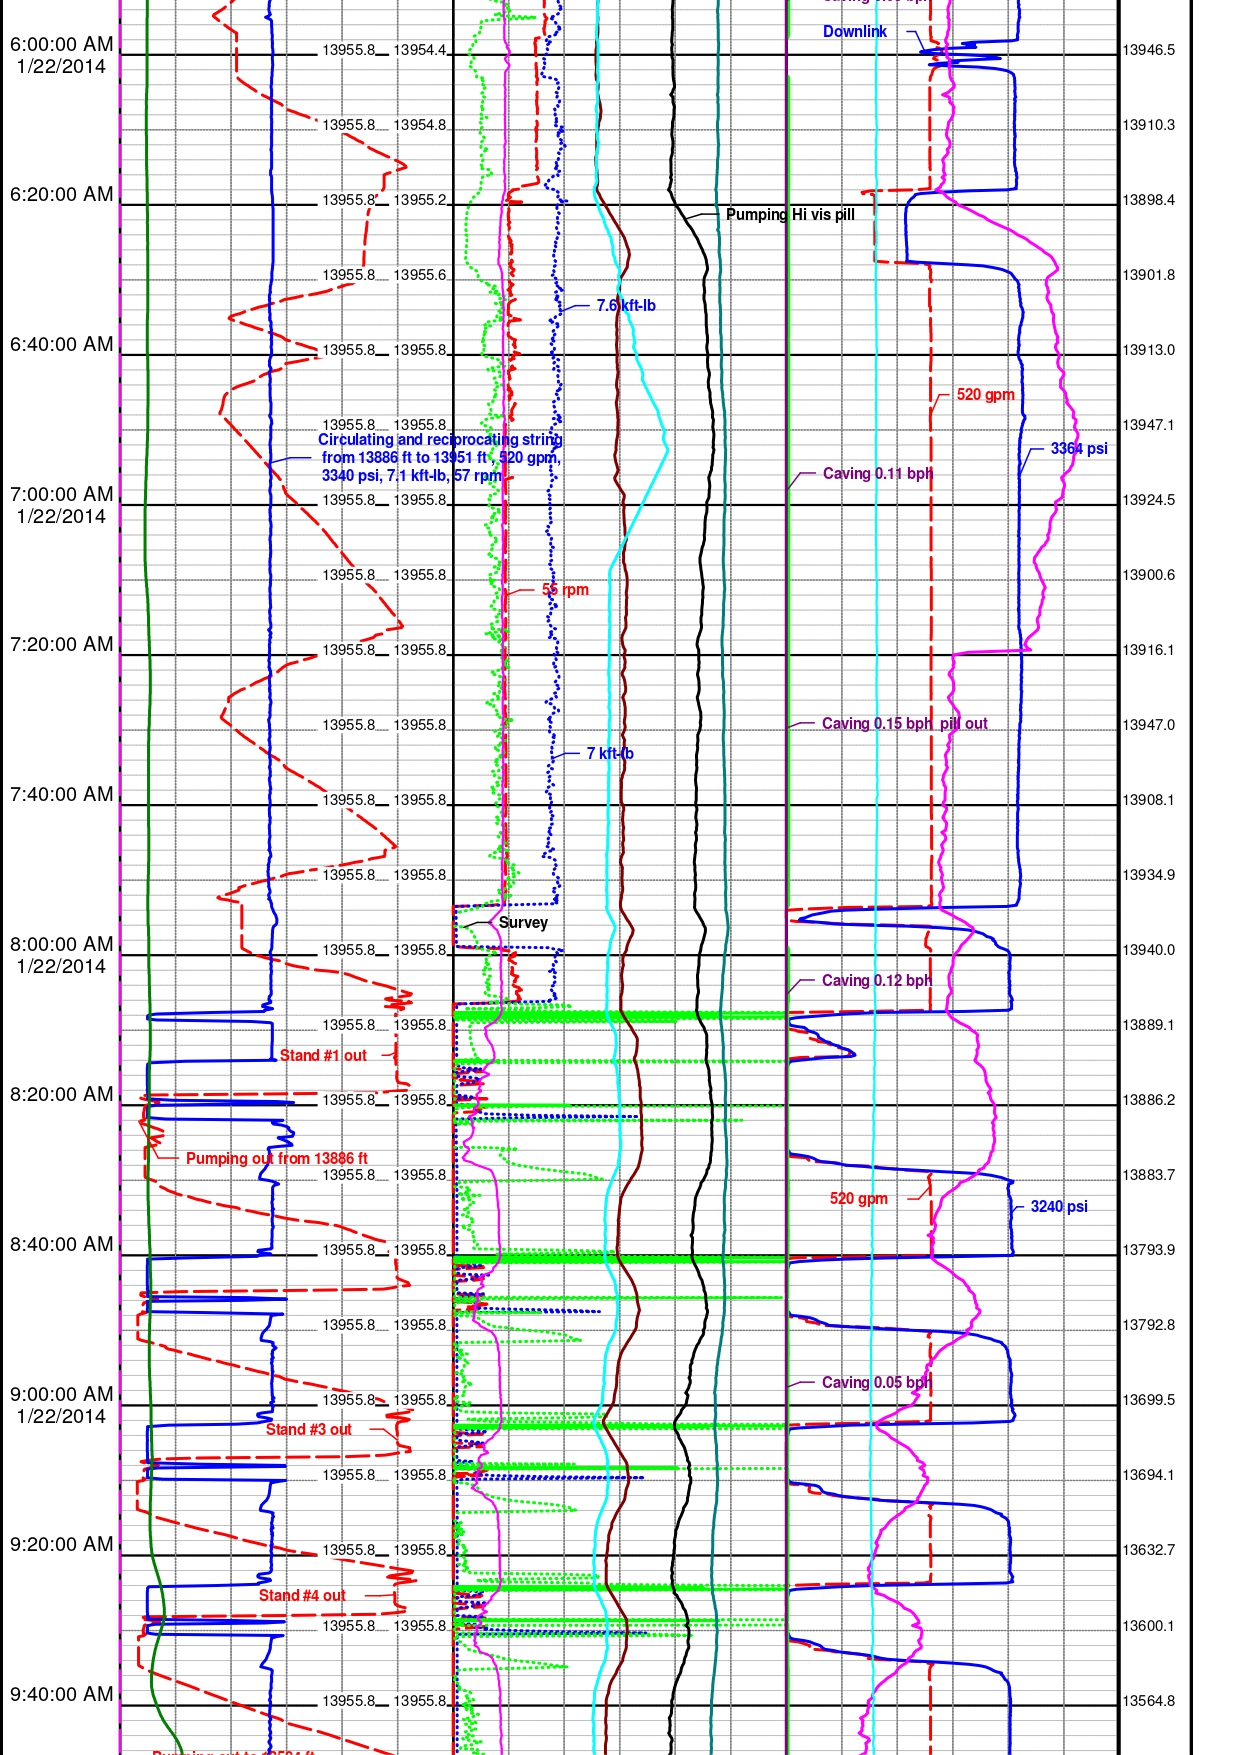 6:00:00 AM
1/22/2014
13955.8 13954.4
Downlink
13946.5
13955.8 13954.8
13910.3
6:20:00 AM
13955.8 13955.2
13898.4
Pumping Hi vis pill
13955.8 13955.6
13901.8
7.6 kft-lb
6:40:00 AM
13955.8 13955.8
13913.0
520 gpm
13955.8 13955.8
13947.1
Circulating and reciprocating string
from 13886 ft to 13951 ft , 520 gpm,
3340 psi, 7.1 kft-lb, 57 rpm
3364 psi
Caving 0.11 bph
7:00:00 AM
1/22/2014
13955.8 13955.8
13924.5
13955.8 13955.8
13900.6
55 rpm
7:20:00 AM
13955.8 13955.8
13916.1
13955.8 13955.8
Caving 0.15 bph pill out
13947.0
7 kft-lb
7:40:00 AM
13955.8 13955.8
13908.1
13955.8 13955.8
13934.9
Survey
8:00:00 AM
1/22/2014
13955.8 13955.8
13940.0
Caving 0.12 bph
13955.8 13955.8
13889.1
Stand #1 out
8:20:00 AM
13955.8 13955.8
13886.2
Pumping out from 13886 ft
13955.8 13955.8
13883.7
520 gpm
3240 psi
8:40:00 AM
13955.8 13955.8
13793.9
13955.8 13955.8
13792.8
Caving 0.05 bph
9:00:00 AM
1/22/2014
13955.8 13955.8
13699.5
Stand #3 out
13955.8 13955.8
13694.1
9:20:00 AM
13955.8 13955.8
13632.7
Stand #4 out
13955.8 13955.8
13600.1
9:40:00 AM
13955.8 13955.8
13564.8